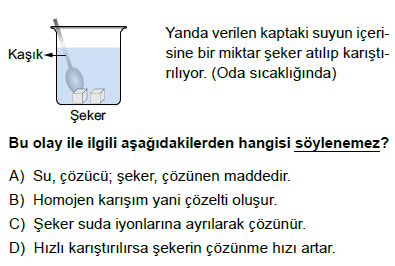 Kaşık
Şeker
Yanda verilen kaptaki suyun içeri-
sine bir miktar şeker atılıp karıştı-
rılıyor. (Oda sıcaklığında)
Bu olay ile ilgili aşağıdakilerden hangisi söylenemez?
A) Su, çözücü; şeker, çözünen maddedir.
B) Homojen karışım yani çözelti oluşur.
C) Şeker suda iyonlarına ayrılarak çözünür.
D) Hızlı karıştırılırsa şekerin çözünme hızı artar.